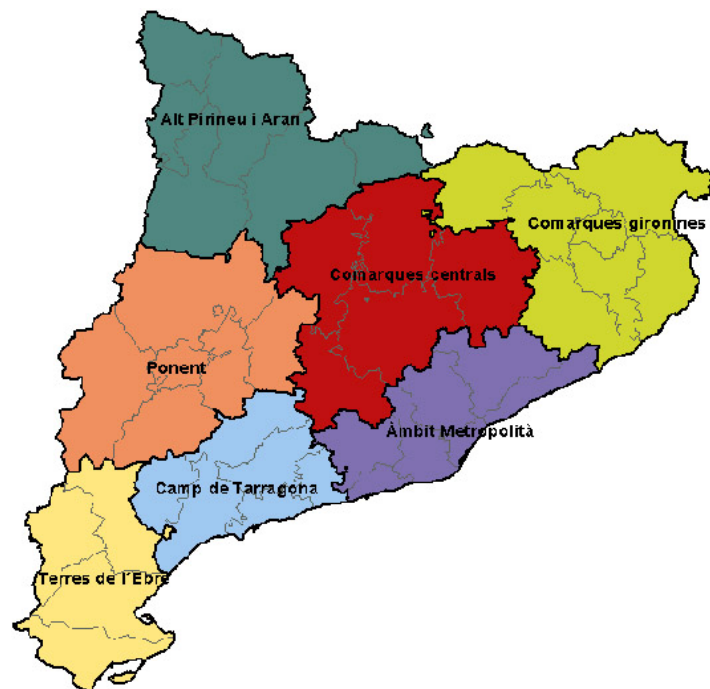 Alt Pirineu i Aran
Comarques gironines
Comarques centrals
Ponent
Àmbit Metropolità
Camp de Tarragona
Terres de l'Ebre